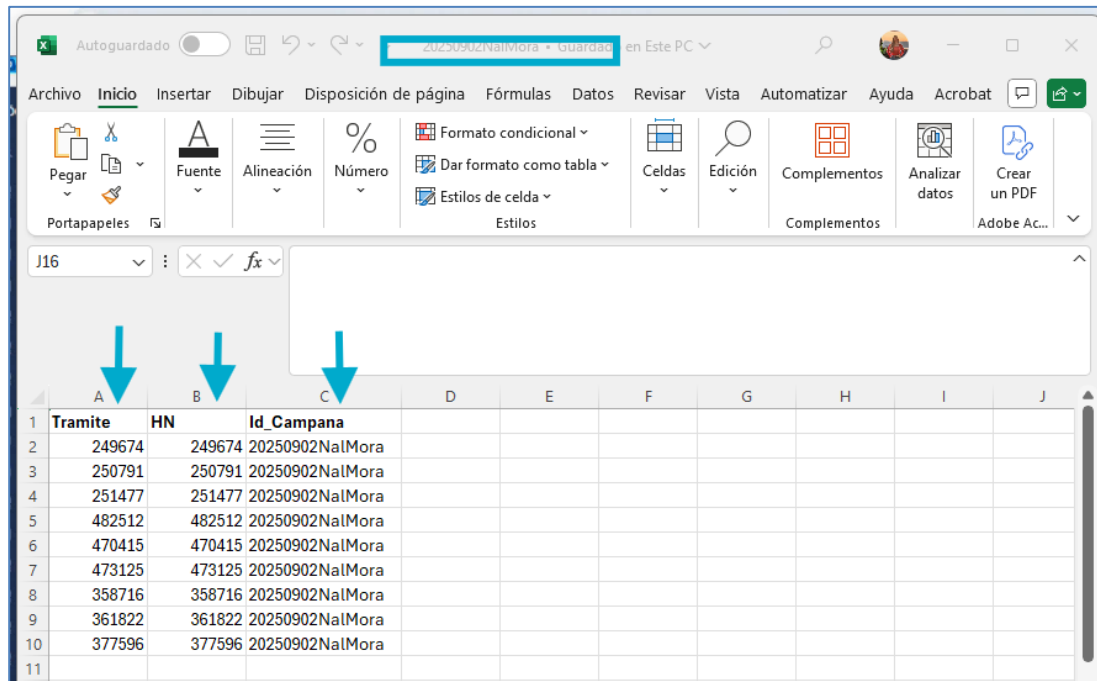 Autoguardado 20250902NalMora • Guardado en Este PC
Archivo Inicio Insertar Dibujar Disposición de página Fórmulas Datos Revisar Vista Automatizar Ayuda Acrobat
Pegar Fuente Alineación Número Formato condicional Celdas Edición Complementos Analizar datos Crear un PDF
Dar formato como tabla
Estilos de celda
Portapapeles Estilos Complementos Adobe Ac...
J16 fx
A B C D E F G H I J
1 Tramite HN Id_Campana
2 249674 249674 20250902NalMora
3 250791 250791 20250902NalMora
4 251477 251477 20250902NalMora
5 482512 482512 20250902NalMora
6 470415 470415 20250902NalMora
7 473125 473125 20250902NalMora
8 358716 358716 20250902NalMora
9 361822 361822 20250902NalMora
10 377596 377596 20250902NalMora
11